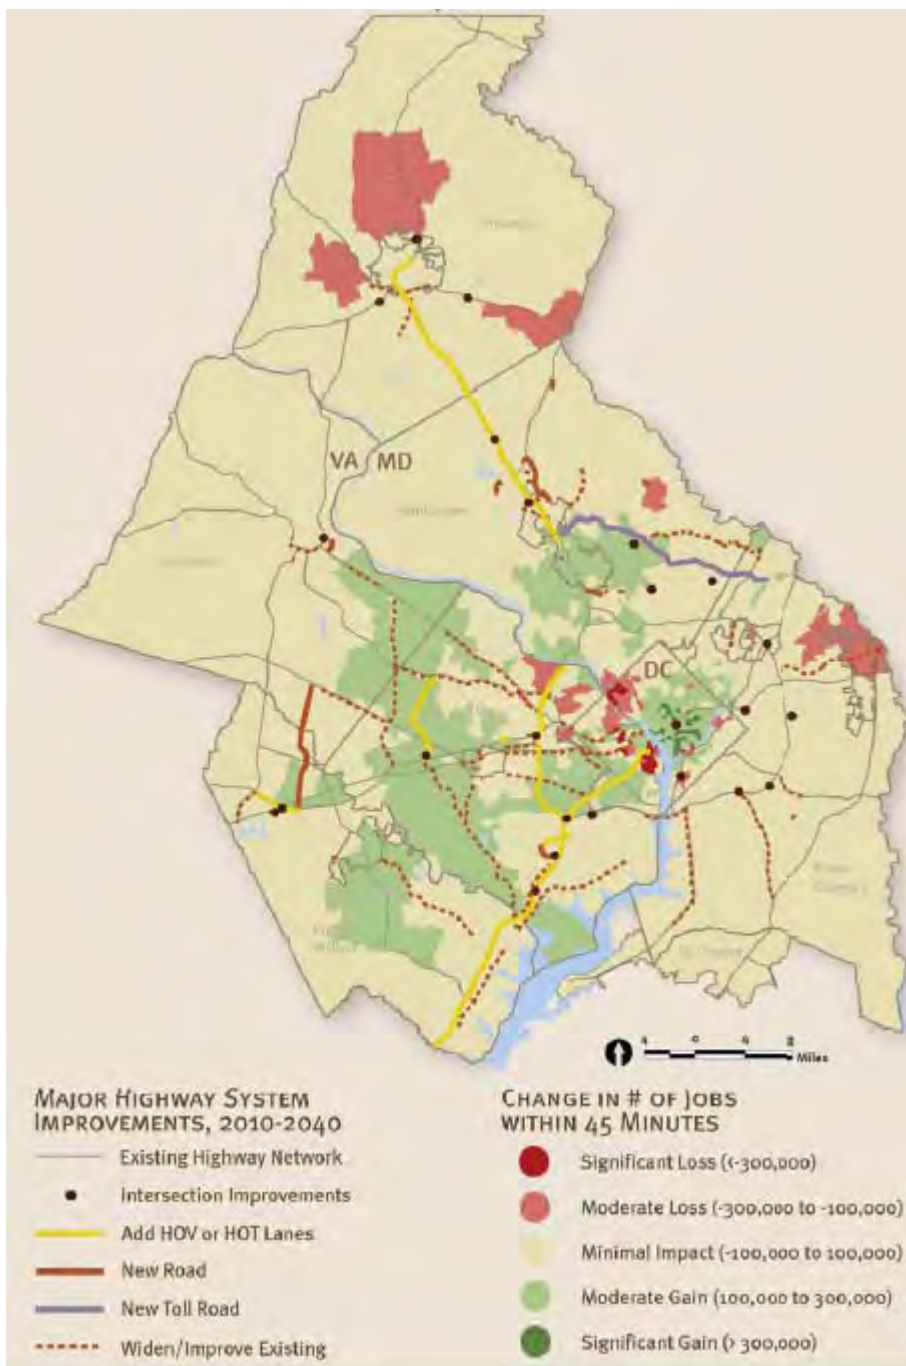 VA
MD
DC
Miles
MAJOR HIGHWAY SYSTEM
IMPROVEMENTS, 2010-2040
Existing Highway Network
Intersection Improvements
Add HOV or HOT Lanes
New Road
New Toll Road
Widen/Improve Existing
CHANGE IN # OF JOBS
WITHIN 45 MINUTES
Significant Loss (<-300,000)
Moderate Loss (-300,000 to -100,000)
Minimal Impact (-100,000 to 100,000)
Moderate Gain (100,000 to 300,000)
Significant Gain (> 300,000)